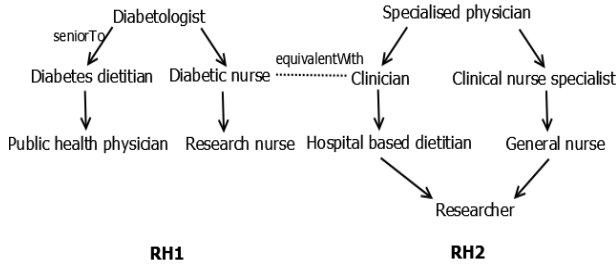 Diabetologist
Specialised physician
seniorTo
equivalentWith
Diabetes dietitian
Diabetic nurse
Clinician
Clinical nurse specialist
Public health physician
Research nurse
Hospital based dietitian
General nurse
Researcher
RH1
RH2